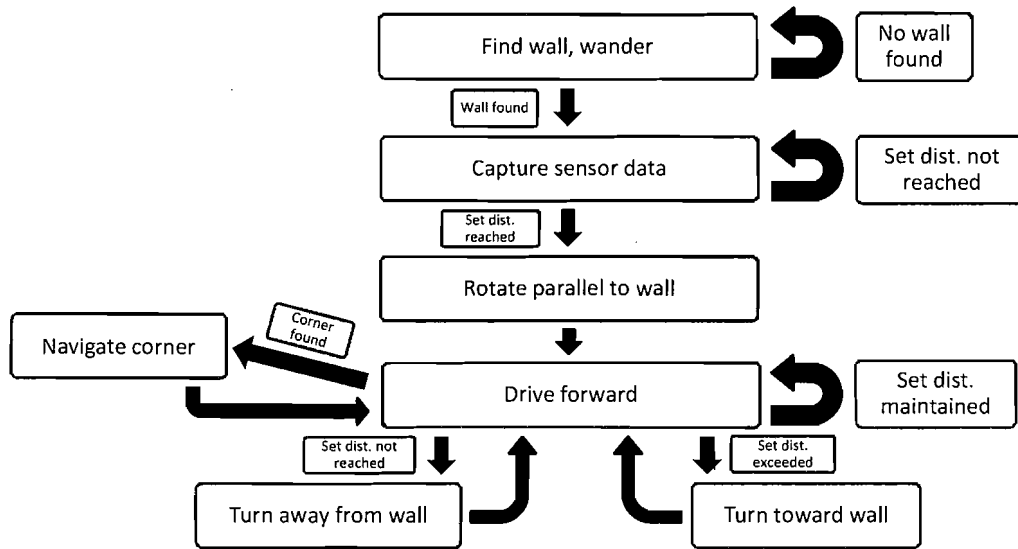 Find wall, wander
No wall
found
Wall found
Capture sensor data
Set dist. not
reached
Set dist.
reached
Rotate parallel to wall
Corner
found
Navigate corner
Drive forward
Set dist.
maintained
Set dist. not
reached
Set dist.
exceeded
Turn away from wall
Turn toward wall